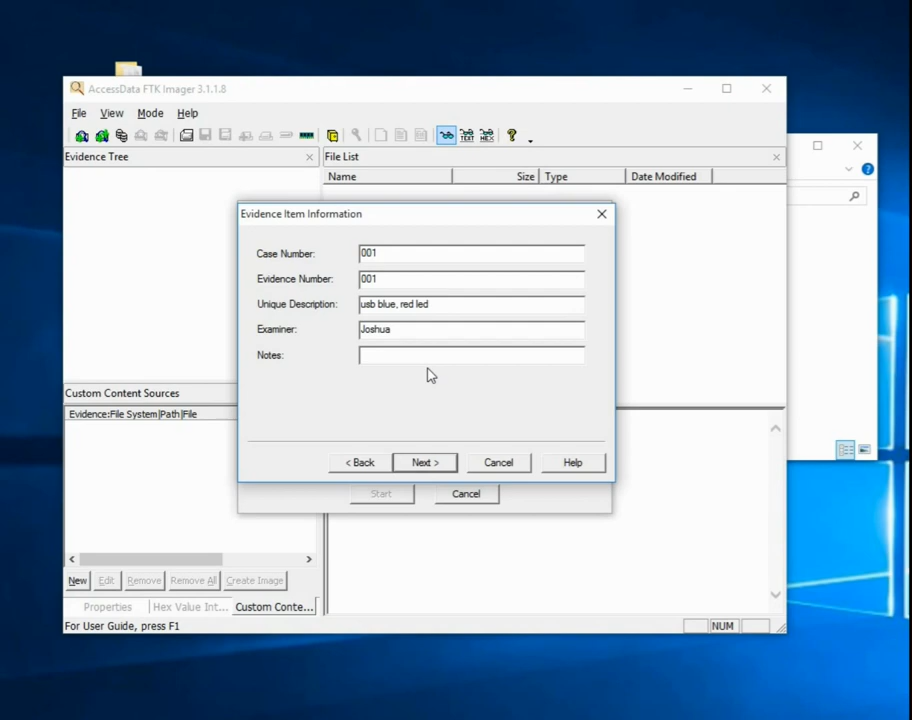 AccessData FTK Imager 3.1.1.8
File View Mode Help
Evidence Tree
File List
Name Size Type Date Modified
Evidence Item Information
Case Number: 001
Evidence Number: 001
Unique Description: usb blue, red led
Examiner: Joshua
Notes:
< Back Next > Cancel Help
Start Cancel
Custom Content Sources
Evidence:File System|Path|File
New Edit Remove Remove All Create Image
Properties Hex Value Int... Custom Conte...
For User Guide, press F1
NUM